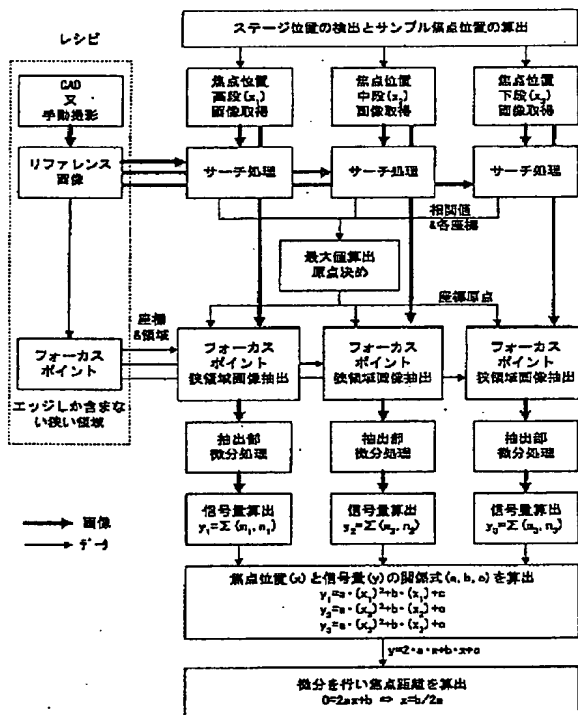 ステージ位置の検出とサンプル焦点位置の算出
レシピ
CAD
又
手動撮影
焦点位置
高段(x₁)
画像取得
焦点位置
中段(x₂)
画像取得
焦点位置
下段(x₃)
画像取得
リファレンス
画像
サーチ処理
サーチ処理
サーチ処理
相関値
&各座標
最大値算出
原点決め
座標原点
座標
&領域
フォーカス
ポイント
フォーカス
ポイント
狭領域画像抽出
フォーカス
ポイント
狭領域画像抽出
フォーカス
ポイント
狭領域画像抽出
エッジしか含まな
い狭い領域
抽出部
微分処理
抽出部
微分処理
抽出部
微分処理
画像
データ
信号量算出
y₁=Σ(m₁, n₁)
信号量算出
y₂=Σ(m₂, n₂)
信号量算出
y₃=Σ(m₃, n₃)
焦点位置(x)と信号量(y)の関係式(a, b, c)を算出
y₁=a・(x₁)²+b・(x₁)+c
y₂=a・(x₂)²+b・(x₂)+c
y₃=a・(x₃)²+b・(x₃)+c
y=2・a・x+b・x+c
微分を行い焦点距離を算出
0=2ax+b ⇔ x=b/2a